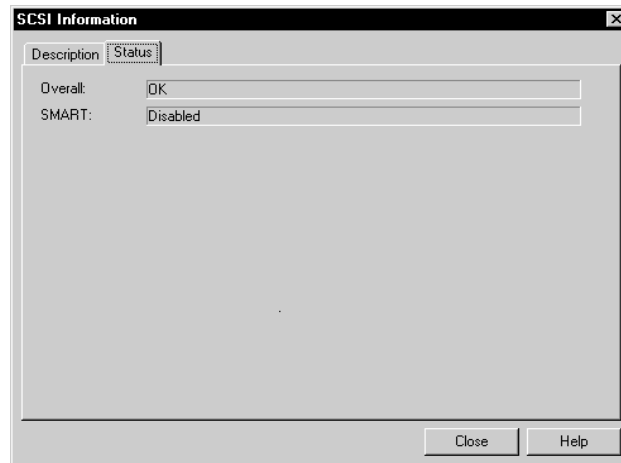 SCSI Information
Description Status
Overall: OK
SMART: Disabled
Close Help